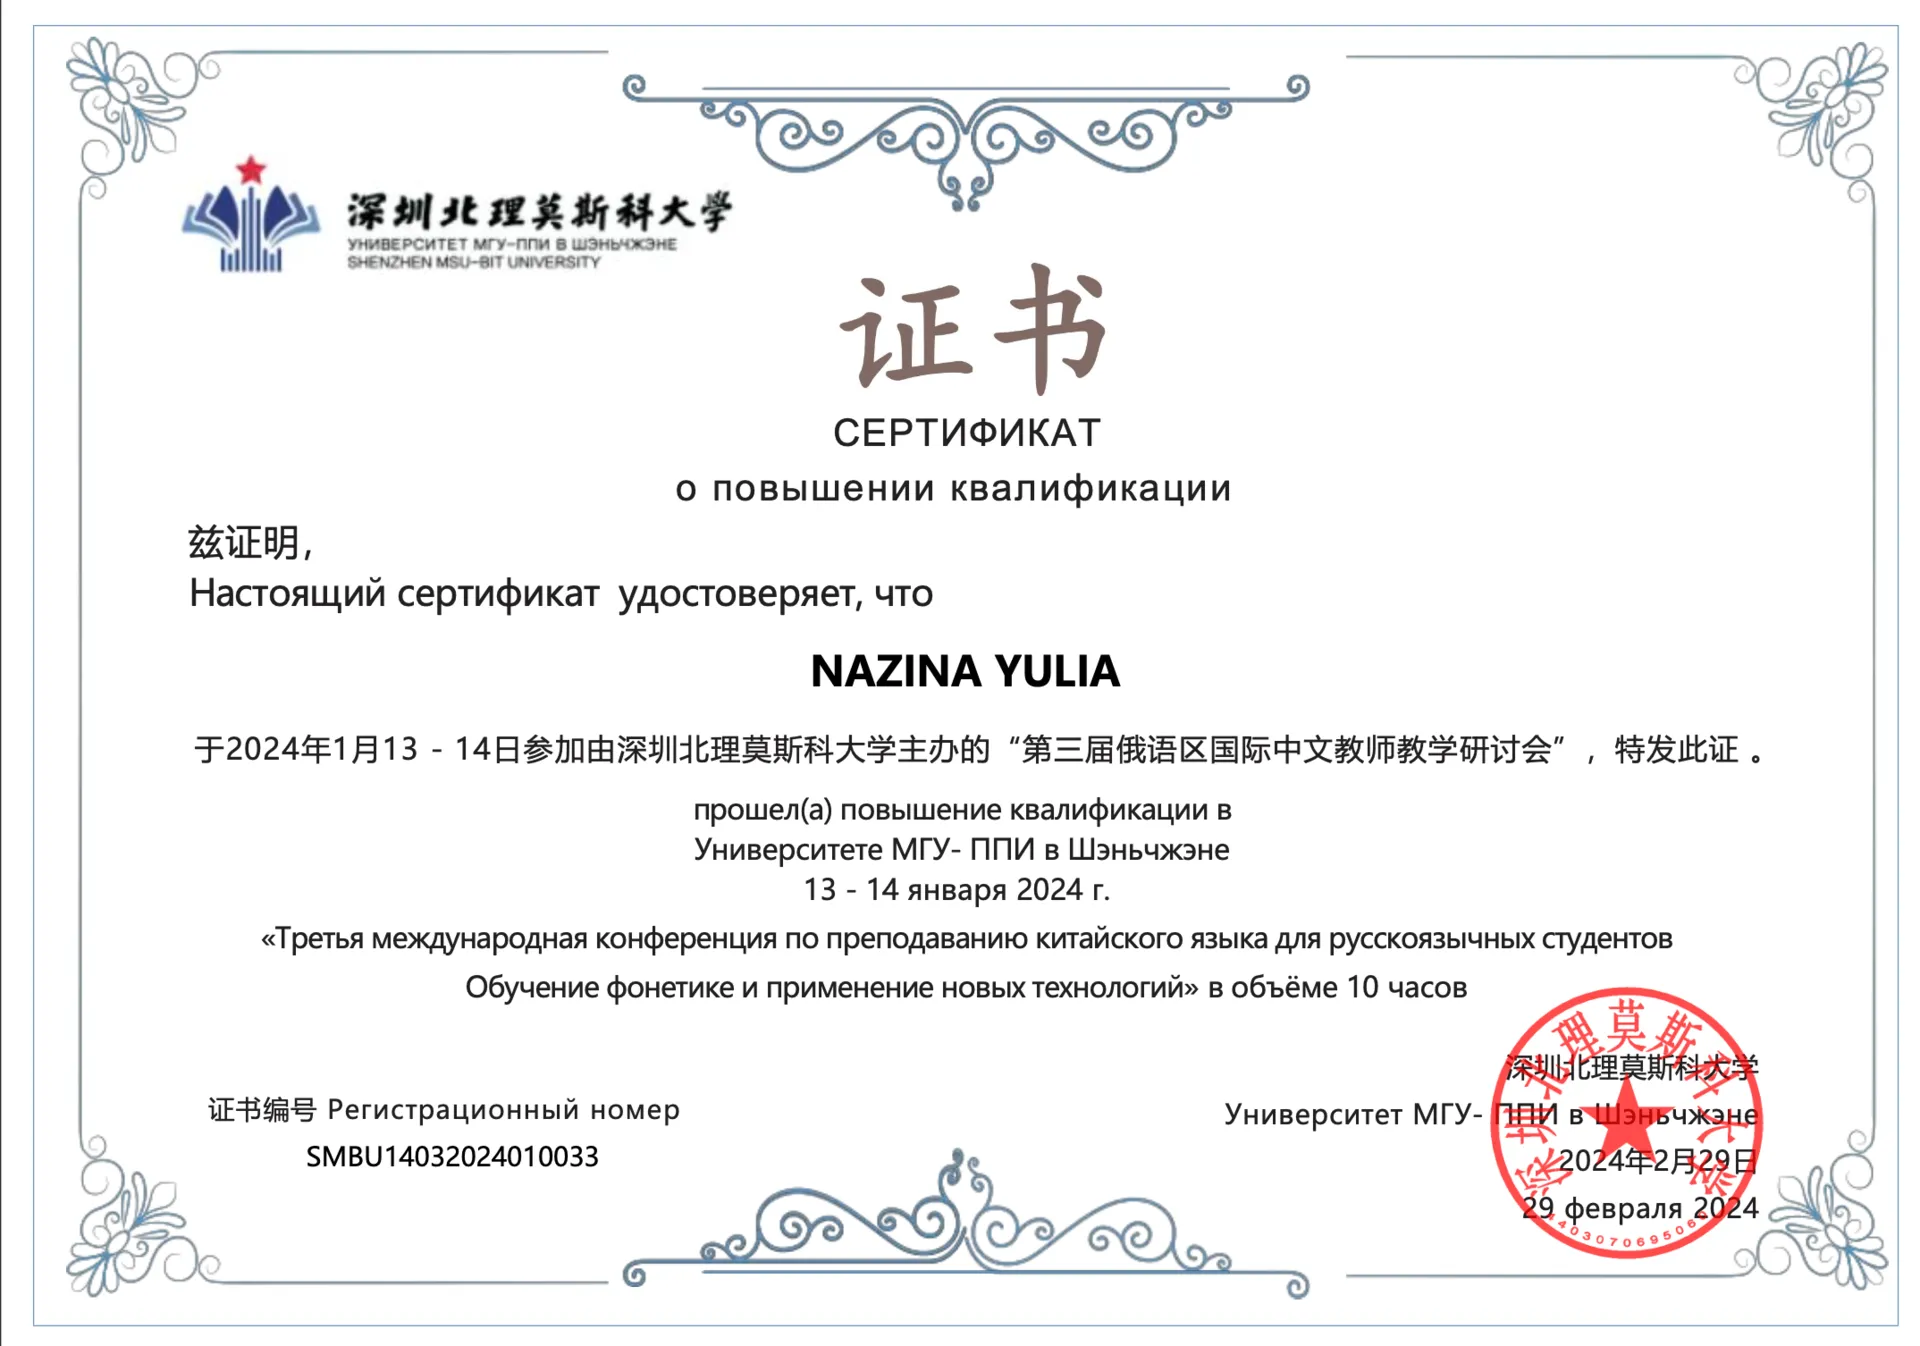 深圳北理莫斯科大学
УНИВЕРСИТЕТ МГУ-ППИ В ШЭНЬЧЖЭНЕ
SHENZHEN MSU-BIT UNIVERSITY
证书
СЕРТИФИКАТ
о повышении квалификации
兹证明,
Настоящий сертификат удостоверяет, что
NAZINA YULIA
于2024年1月13 - 14日参加由深圳北理莫斯科大学主办的“第三届俄语区国际中文教师教学研讨会”，特发此证 。
прошел(а) повышение квалификации в
Университете МГУ- ППИ в Шэньчжэне
13 - 14 января 2024 г.
«Третья международная конференция по преподаванию китайского языка для русскоязычных студентов
Обучение фонетике и применение новых технологий» в объёме 10 часов
证书编号 Регистрационный номер
SMBU14032024010033
深圳北理莫斯科大学
Университет МГУ- ППИ в Шэньчжэне
2024年2月29日
29 февраля 2024
深圳北理莫斯科大学